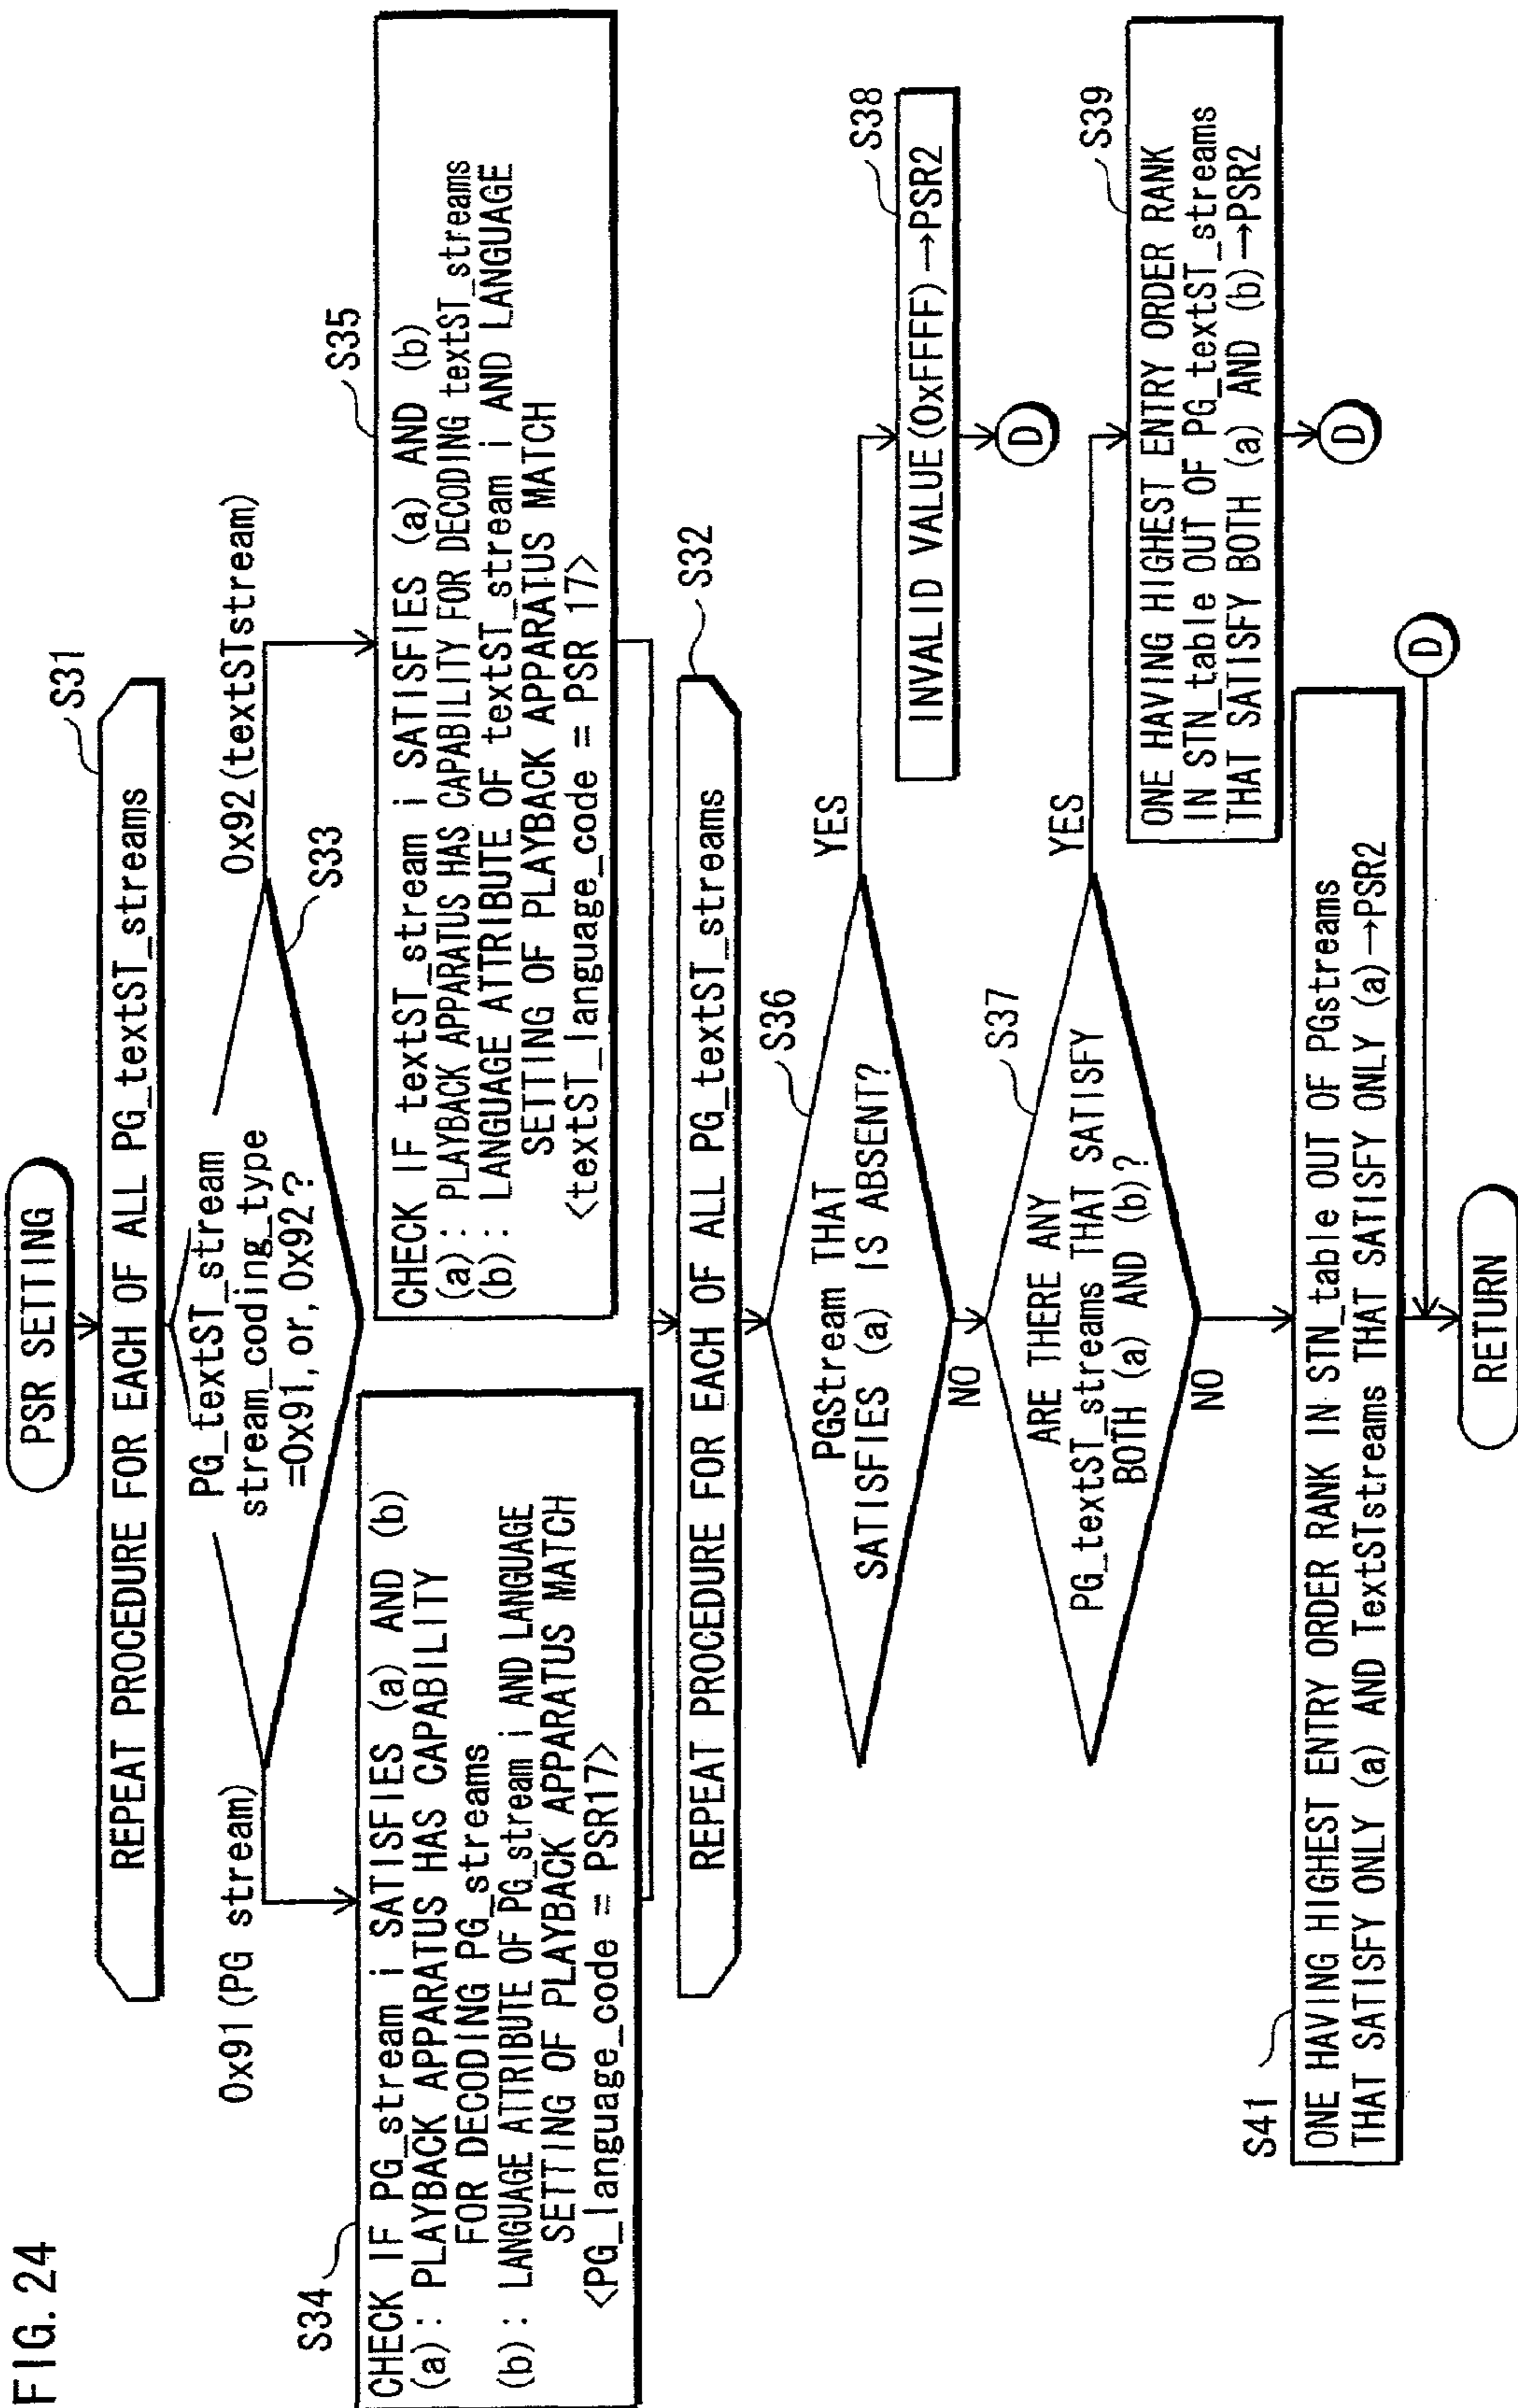 FIG. 24
PSR SETTING
S31
REPEAT PROCEDURE FOR EACH OF ALL PG_textST_streams
S33
PG_textST_stream
stream_coding_type
=0x91, or, 0x92?
0x91(PG stream)
0x92(textSTstream)
S34
CHECK IF PG_stream i SATISFIES (a) AND (b)
(a): PLAYBACK APPARATUS HAS CAPABILITY
FOR DECODING PG_streams
(b): LANGUAGE ATTRIBUTE OF PG_stream i AND LANGUAGE
SETTING OF PLAYBACK APPARATUS MATCH
<PG_language_code = PSR17>
S35
CHECK IF textST_stream i SATISFIES (a) AND (b)
(a): PLAYBACK APPARATUS HAS CAPABILITY FOR DECODING textST_streams
(b): LANGUAGE ATTRIBUTE OF textST_stream i AND LANGUAGE
SETTING OF PLAYBACK APPARATUS MATCH
<textST_language_code = PSR 17>
S32
REPEAT PROCEDURE FOR EACH OF ALL PG_textST_streams
S36
PGStream THAT
SATISFIES (a) IS ABSENT?
YES
NO
S38
INVALID VALUE(0xFFF)→PSR2
D
S37
ARE THERE ANY
PG_textST_streams THAT SATISFY
BOTH (a) AND (b)?
YES
NO
S39
ONE HAVING HIGHEST ENTRY ORDER RANK
IN STN_table OUT OF PG_textST_streams
THAT SATISFY BOTH (a) AND (b)→PSR2
D
S41
ONE HAVING HIGHEST ENTRY ORDER RANK IN STN_table OUT OF PGstreams
THAT SATISFY ONLY (a) AND TextSTstreams THAT SATISFY ONLY (a)→PSR2
D
RETURN